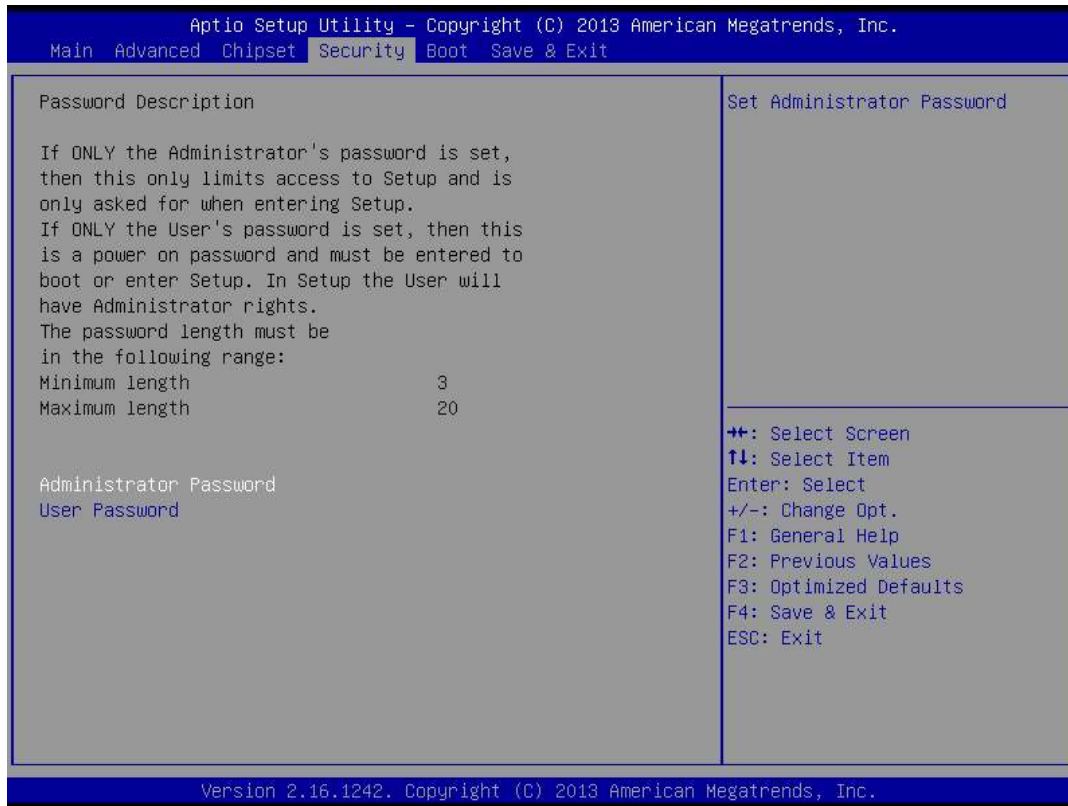 Aptio Setup Utility – Copyright (C) 2013 American Megatrends, Inc.
Main Advanced Chipset Security Boot Save & Exit
Password Description
If ONLY the Administrator's password is set,
then this only limits access to Setup and is
only asked for when entering Setup.
If ONLY the User's password is set, then this
is a power on password and must be entered to
boot or enter Setup. In Setup the User will
have Administrator rights.
The password length must be
in the following range:
Minimum length 3
Maximum length 20
Administrator Password
User Password
Set Administrator Password
→←: Select Screen
↑↓: Select Item
Enter: Select
+/-: Change Opt.
F1: General Help
F2: Previous Values
F3: Optimized Defaults
F4: Save & Exit
ESC: Exit
Version 2.16.1242. Copyright (C) 2013 American Megatrends, Inc.